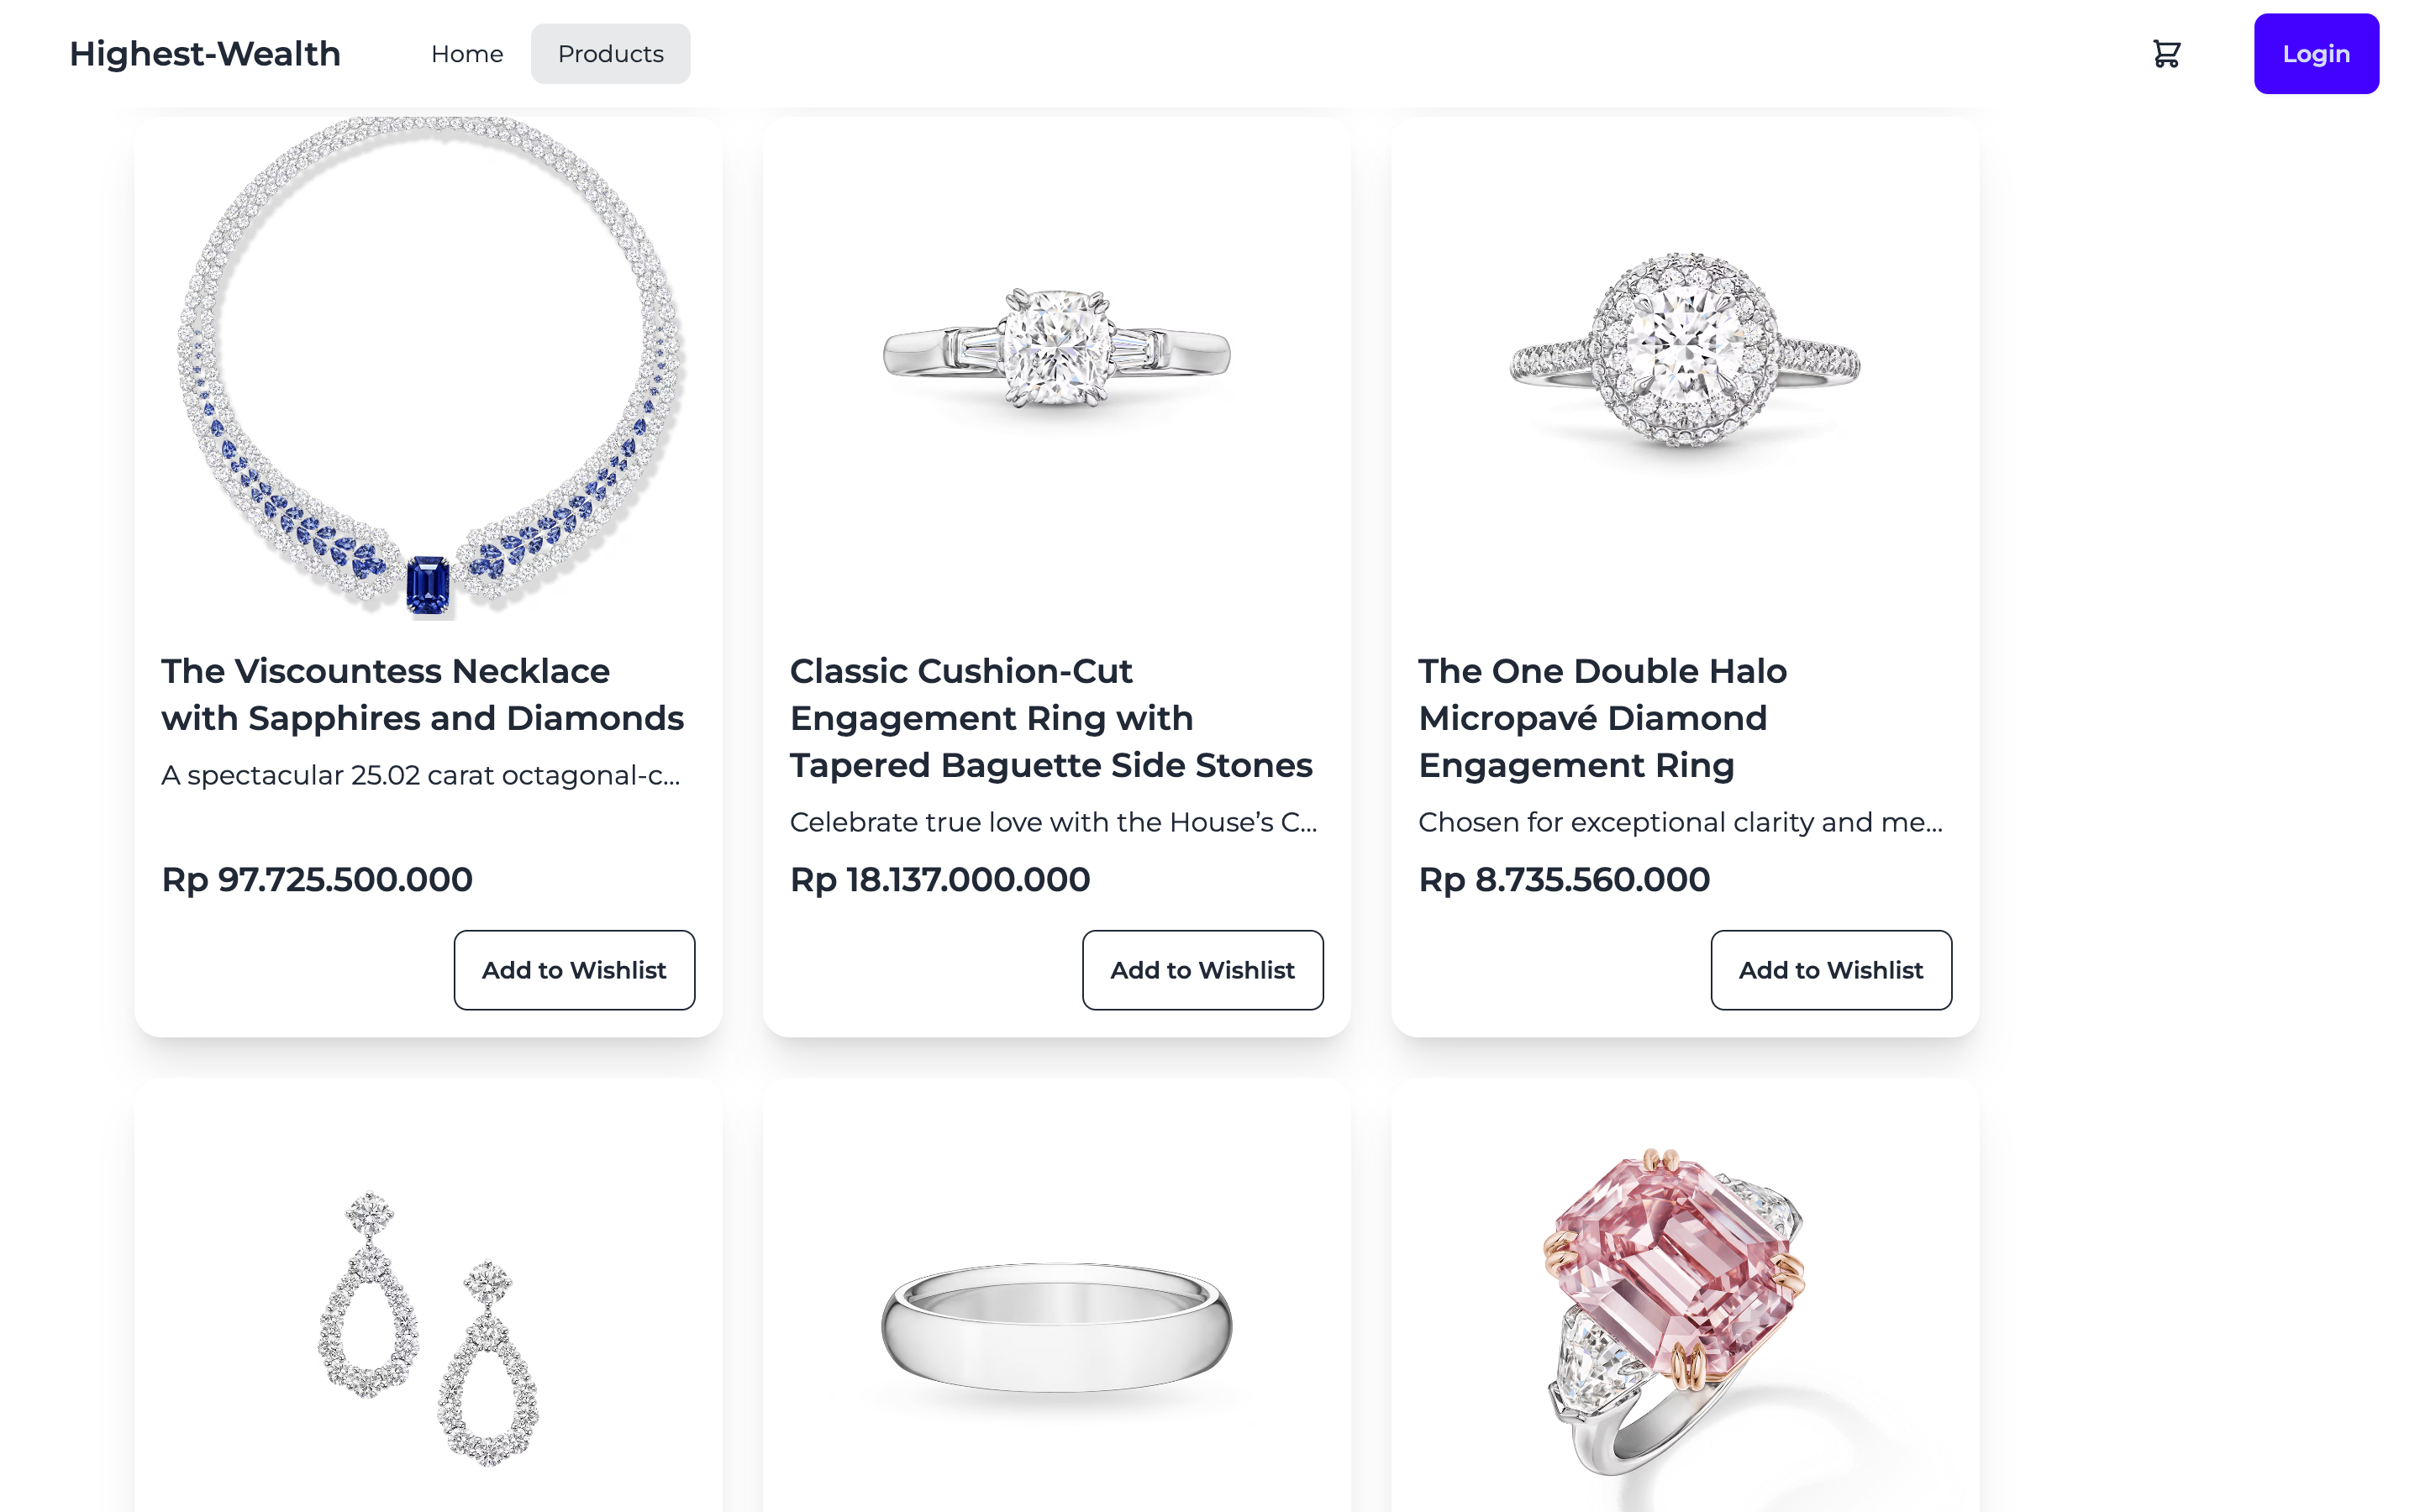 Highest-Wealth Home Products Login
The Viscountess Necklace
with Sapphires and Diamonds
A spectacular 25.02 carat octagonal-c...
Rp 97.725.500.000
Add to Wishlist
Classic Cushion-Cut
Engagement Ring with
Tapered Baguette Side Stones
Celebrate true love with the House’s C...
Rp 18.137.000.000
Add to Wishlist
The One Double Halo
Micropavé Diamond
Engagement Ring
Chosen for exceptional clarity and me...
Rp 8.735.560.000
Add to Wishlist